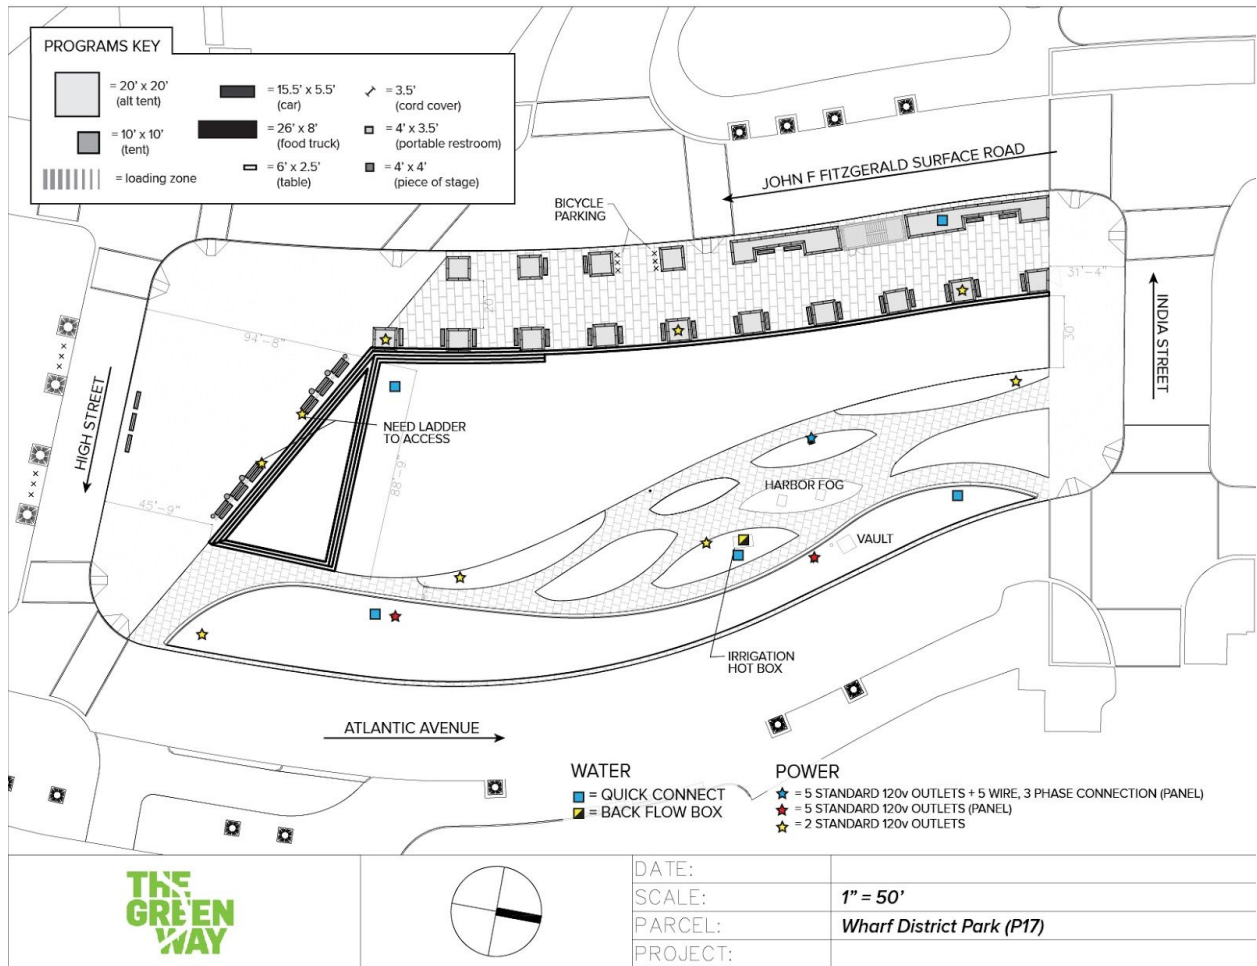 PROGRAMS KEY
= 20' x 20'
(alt tent)
= 10' x 10'
(tent)
= loading zone
= 15.5' x 5.5'
(car)
= 26' x 8'
(food truck)
= 6' x 2.5'
(table)
= 3.5'
(cord cover)
= 4' x 3.5'
(portable restroom)
= 4' x 4'
(piece of stage)
JOHN F FITZGERALD SURFACE ROAD
BICYCLE
PARKING
31'-4"
INDIA STREET
30'
20'
94'-8"
HIGH STREET
NEED LADDER
TO ACCESS
88'-9"
45'-9"
HARBOR FOG
VAULT
IRRIGATION
HOT BOX
ATLANTIC AVENUE
WATER
= QUICK CONNECT
= BACK FLOW BOX
POWER
= 5 STANDARD 120v OUTLETS + 5 WIRE, 3 PHASE CONNECTION (PANEL)
= 5 STANDARD 120v OUTLETS (PANEL)
= 2 STANDARD 120v OUTLETS
THE
GREEN
WAY
DATE:
SCALE: 1" = 50'
PARCEL: Wharf District Park (P17)
PROJECT: